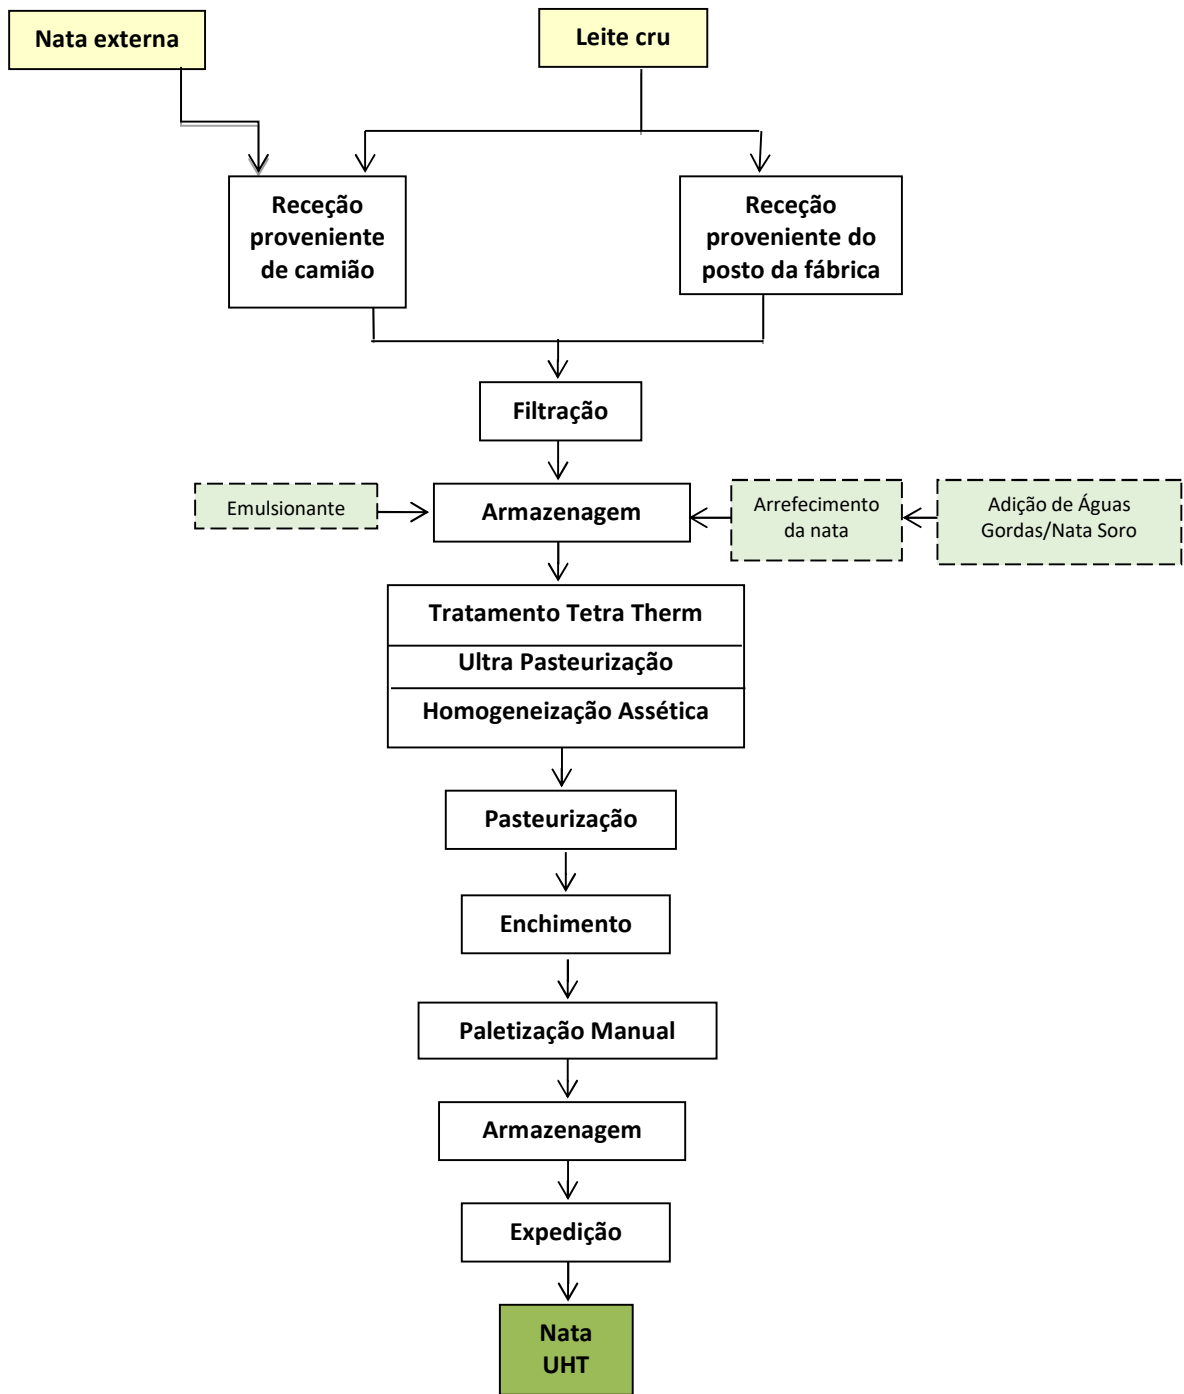 Nata externa
Leite cru
Receção
proveniente
de camião
Receção
proveniente do
posto da fábrica
Filtração
Emulsionante
Armazenagem
Arrefecimento
da nata
Adição de Águas
Gordas/Nata Soro
Tratamento Tetra Therm
Ultra Pasteurização
Homogeneização Assética
Pasteurização
Enchimento
Paletização Manual
Armazenagem
Expedição
Nata
UHT